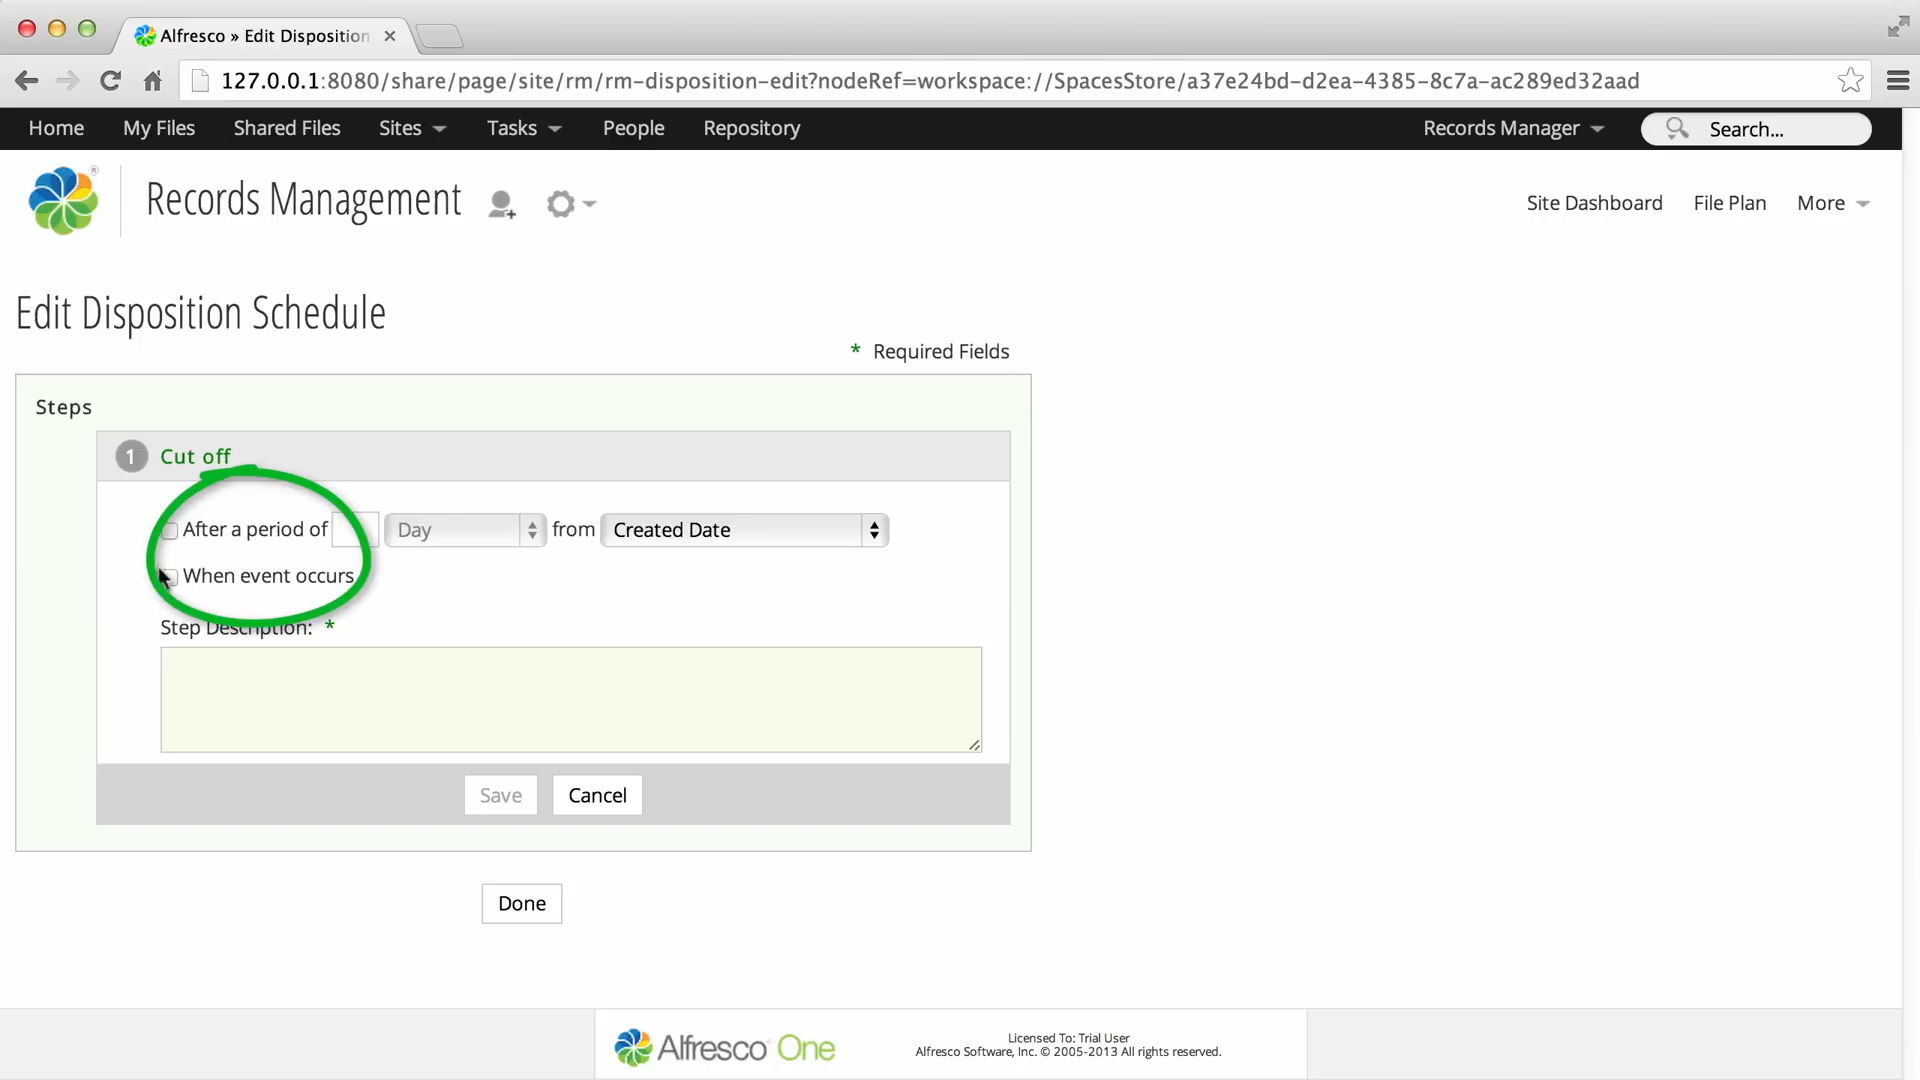 Alfresco » Edit Disposition
127.0.0.1:8080/share/page/site/rm/rm-disposition-edit?nodeRef=workspace://SpacesStore/a37e24bd-d2ea-4385-8c7a-ac289ed32aad
Home My Files Shared Files Sites Tasks People Repository Records Manager Search...
Records Management Site Dashboard File Plan More
Edit Disposition Schedule
* Required Fields
Steps
1 Cut off
After a period of Day from Created Date
When event occurs
Step Description: *
Save Cancel
Done
Alfresco One
Licensed To: Trial User
Alfresco Software, Inc. © 2005-2013 All rights reserved.